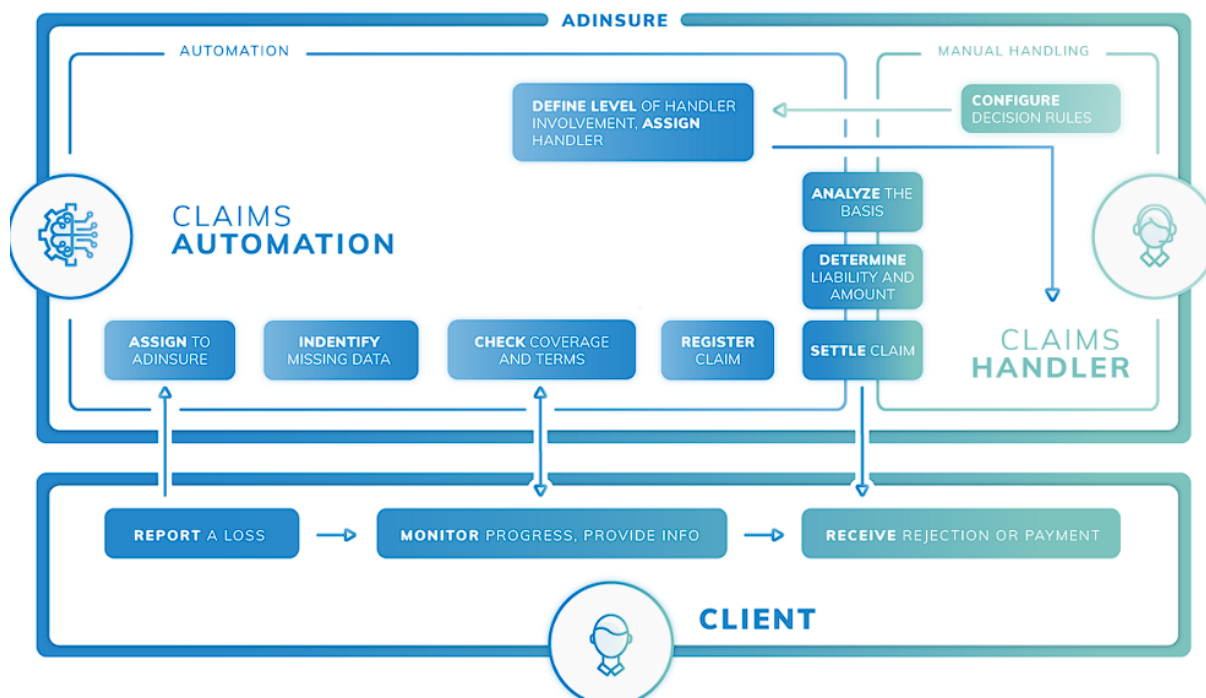 ADINSURE
AUTOMATION
MANUAL HANDLING
DEFINE LEVEL OF HANDLER
INVOLVEMENT, ASSIGN
HANDLER
CONFIGURE
DECISION RULES
CLAIMS
AUTOMATION
ANALYZE THE
BASIS
DETERMINE
LIABILITY AND
AMOUNT
ASSIGN TO
ADINSURE
INDENTIFY
MISSING DATA
CHECK COVERAGE
AND TERMS
REGISTER
CLAIM
SETTLE CLAIM
CLAIMS
HANDLER
REPORT A LOSS
MONITOR PROGRESS, PROVIDE INFO
RECEIVE REJECTION OR PAYMENT
CLIENT